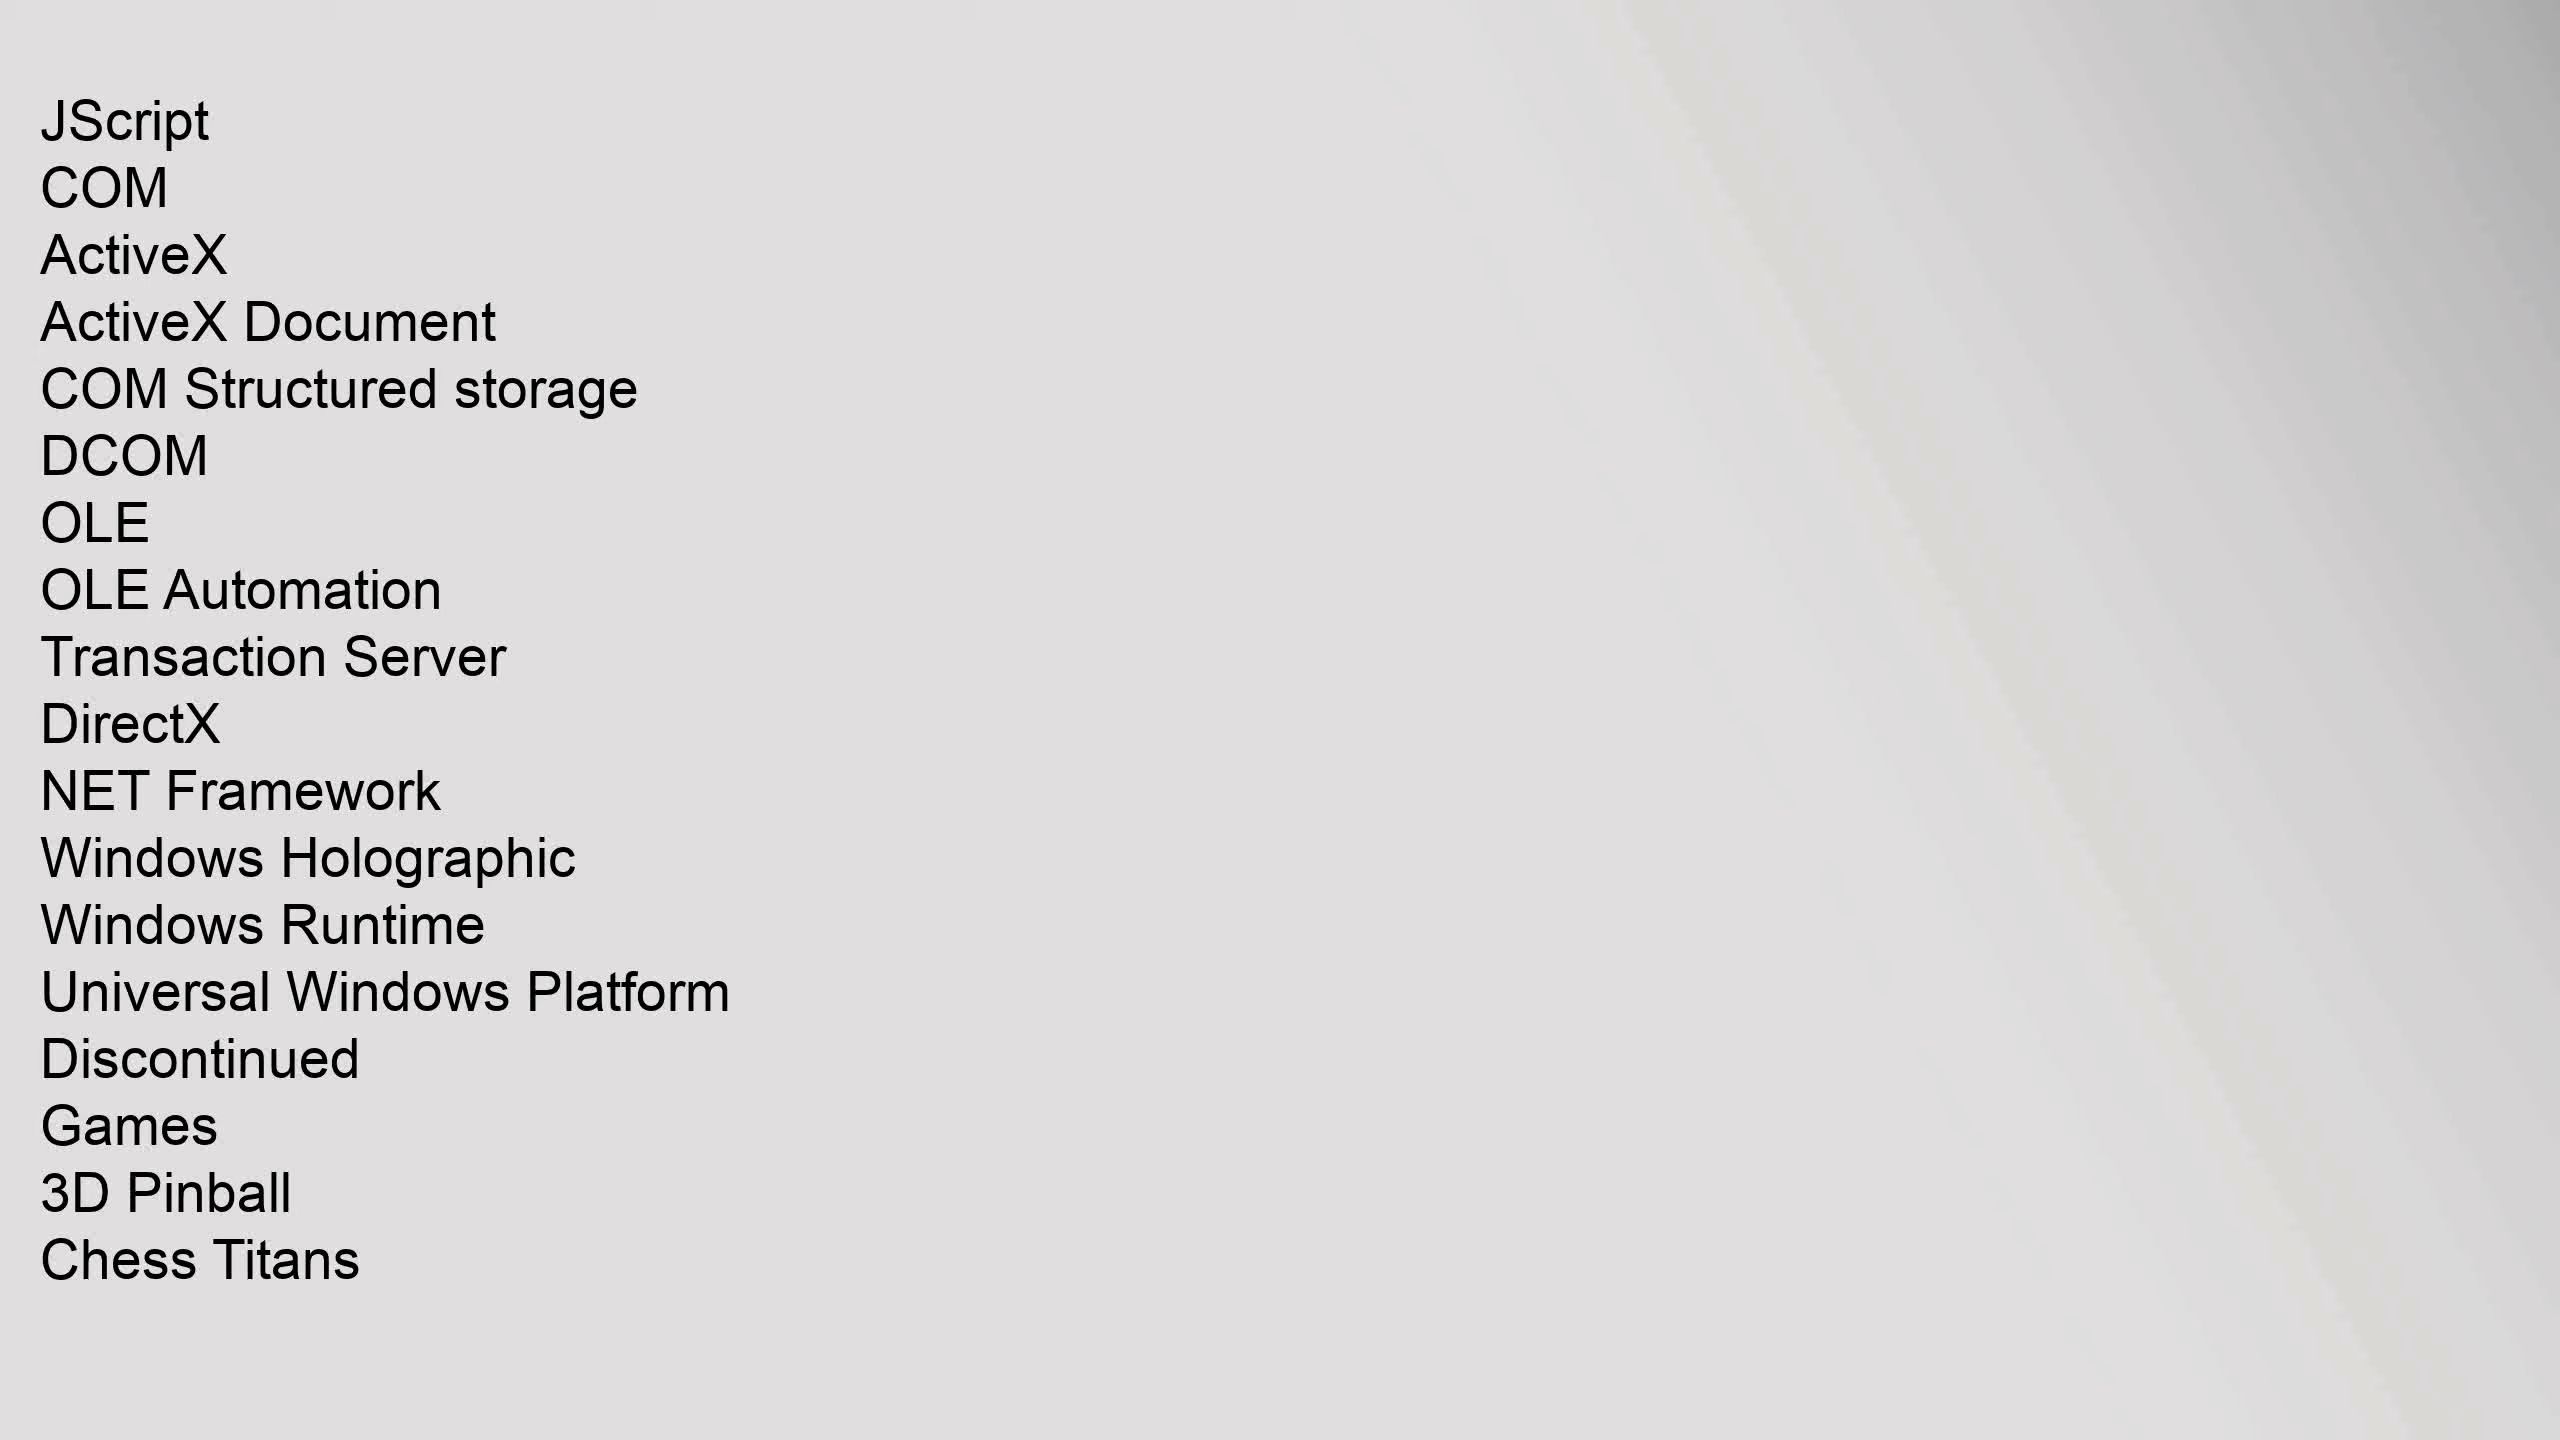 JScript
COM
ActiveX
ActiveX Document
COM Structured storage
DCOM
OLE
OLE Automation
Transaction Server
DirectX
NET Framework
Windows Holographic
Windows Runtime
Universal Windows Platform
Discontinued
Games
3D Pinball
Chess Titans